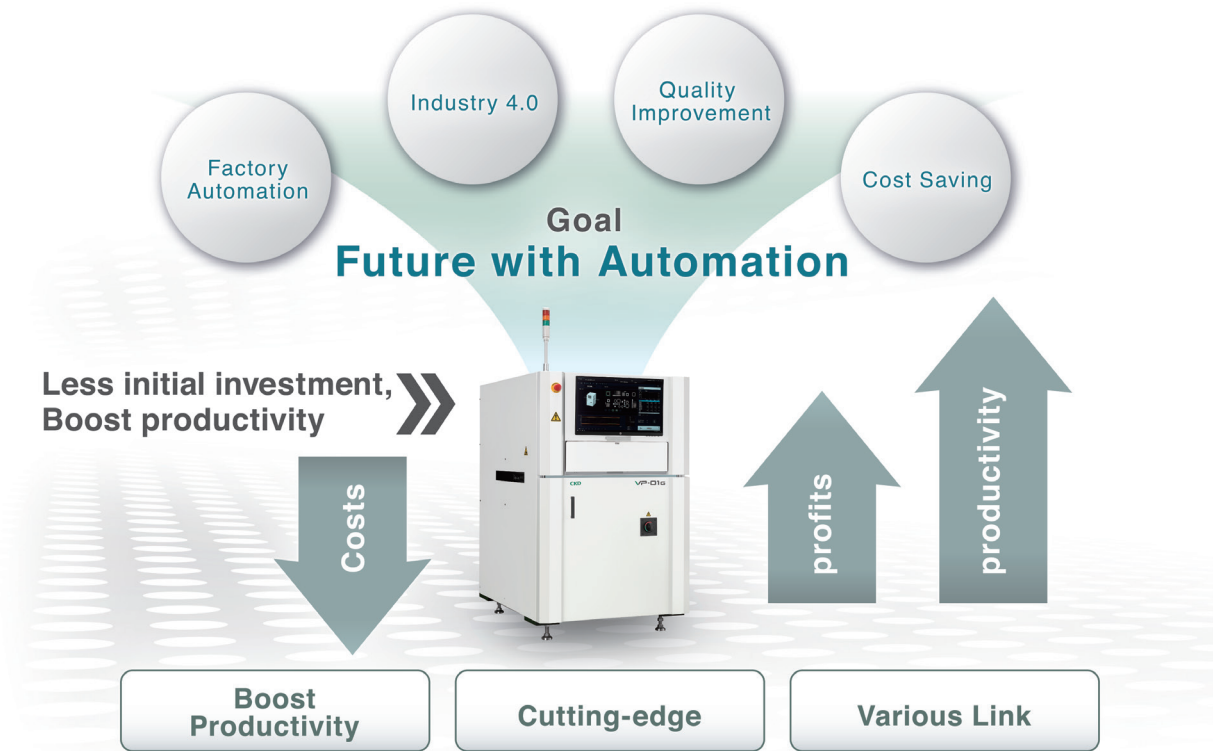 Industry 4.0
Quality
Improvement
Factory
Automation
Cost Saving
Goal
Future with Automation
Less initial investment,
Boost productivity
Costs
profits
productivity
CKD
VP-01G
Boost
Productivity
Cutting-edge
Various Link